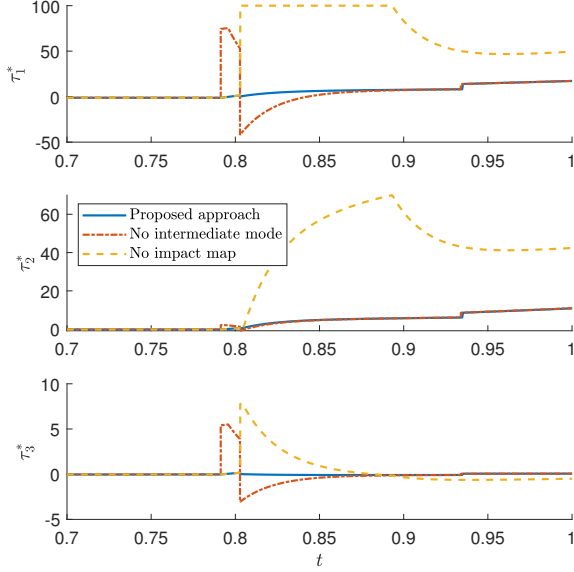 100
50
0
-50
τ₁*
0.7 0.75 0.8 0.85 0.9 0.95 1
60
40
20
0
τ₂*
Proposed approach
No intermediate mode
No impact map
0.7 0.75 0.8 0.85 0.9 0.95 1
10
5
0
-5
τ₃*
0.7 0.75 0.8 0.85 0.9 0.95 1
t